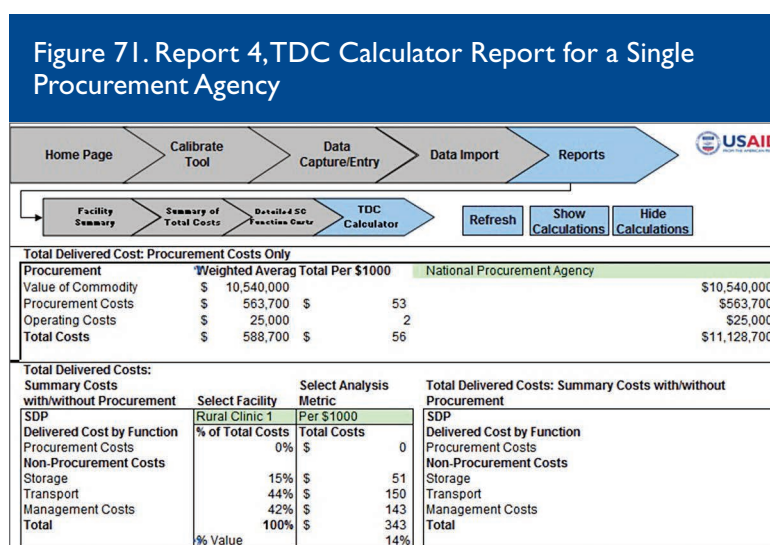 Figure 71. Report 4, TDC Calculator Report for a Single
Procurement Agency
Home Page
Calibrate
Tool
Data
Capture/Entry
Data Import
Reports
USAID
Facility
Summary
Summary of
Total Costs
Detailed SC
Function Costs
TDC
Calculator
Refresh
Show
Calculations
Hide
Calculations
Total Delivered Cost: Procurement Costs Only
Procurement Weighted Averag Total Per $1000 National Procurement Agency
Value of Commodity $ 10,540,000 $10,540,000
Procurement Costs $ 563,700 $ 53 $563,700
Operating Costs $ 25,000 2 $25,000
Total Costs $ 588,700 $ 56 $11,128,700
Total Delivered Costs:
Summary Costs Select Analysis Total Delivered Costs: Summary Costs with/without
with/without Procurement Select Facility Metric Procurement
SDP Rural Clinic 1 Per $1000 SDP
Delivered Cost by Function % of Total Costs Total Costs Delivered Cost by Function
Procurement Costs 0% $ 0 Procurement Costs
Non-Procurement Costs Non-Procurement Costs
Storage 15% $ 51 Storage
Transport 44% $ 150 Transport
Management Costs 42% $ 143 Management Costs
Total 100% $ 343 Total
% Value 14%